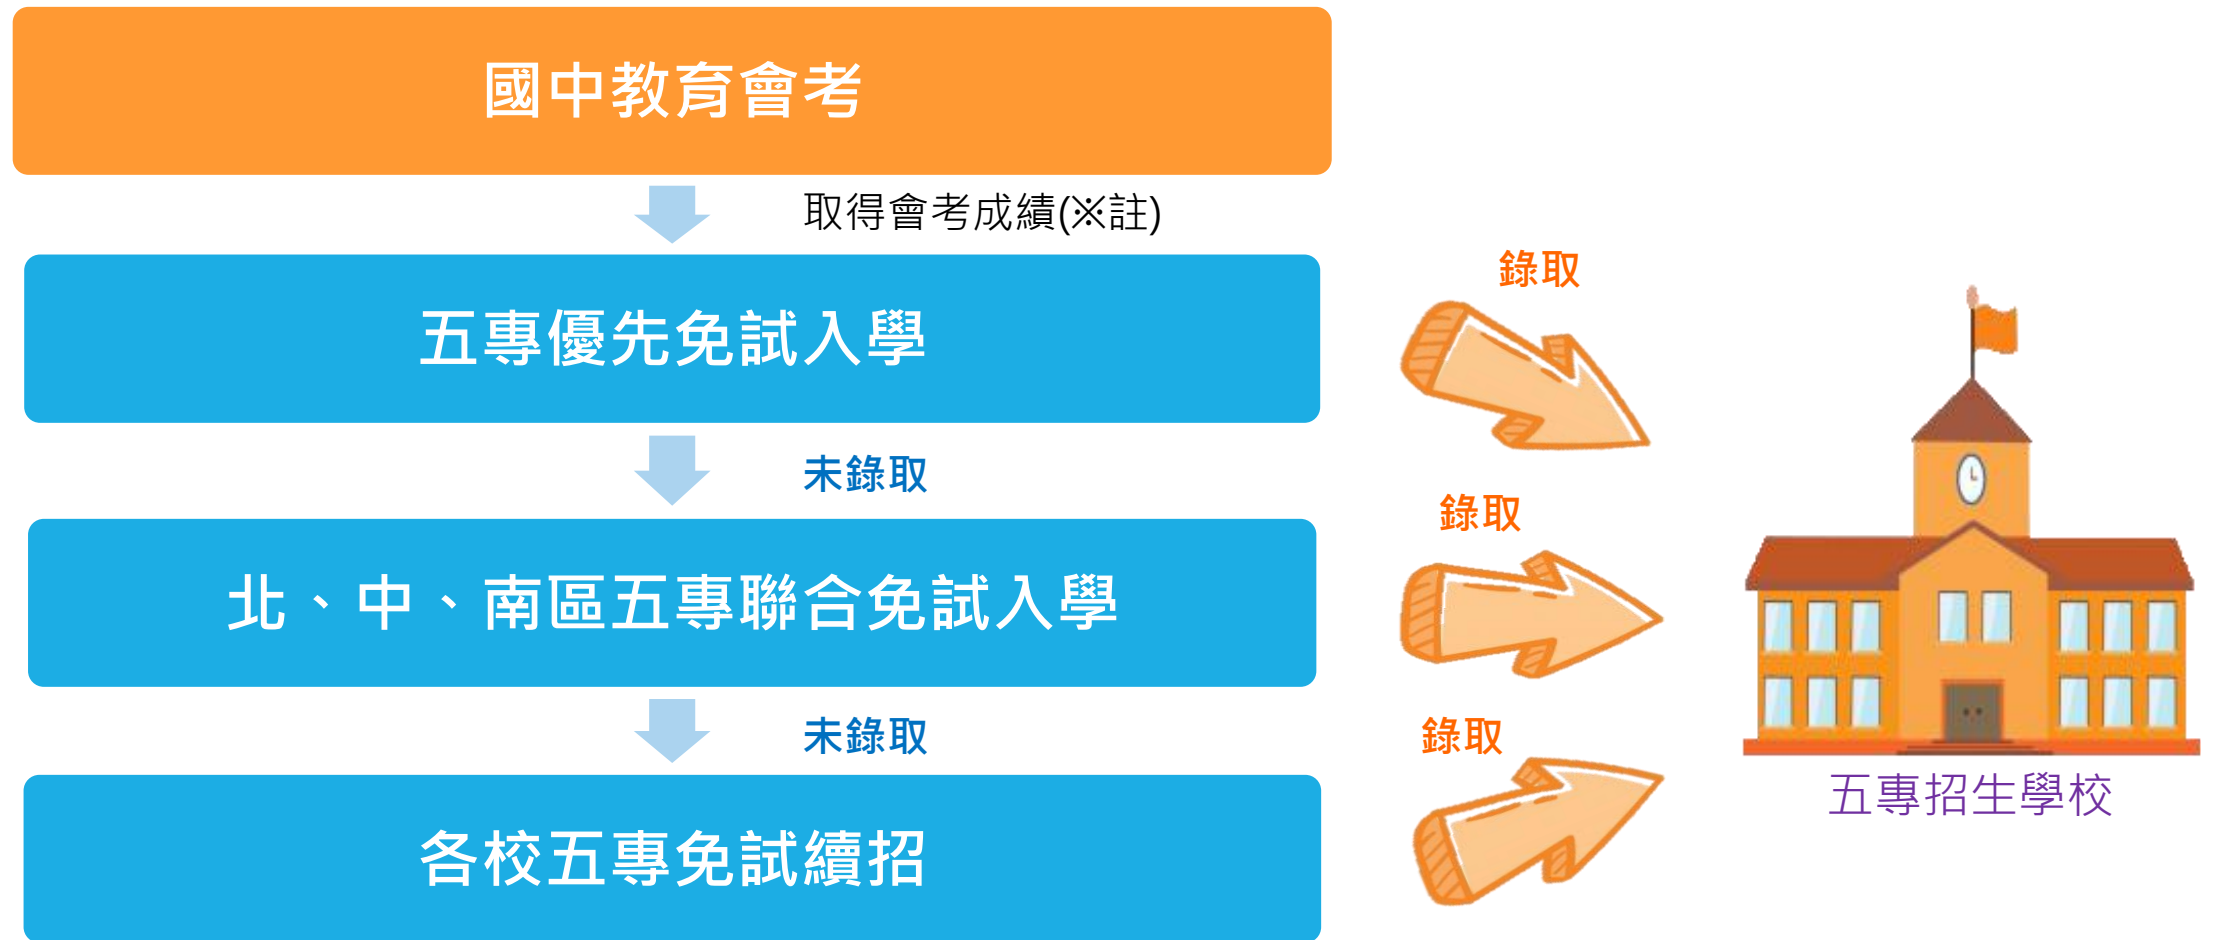 國中教育會考
取得會考成績(※註)
錄取
五專優先免試入學
未錄取
錄取
北、中、南區五專聯合免試入學
未錄取
錄取
五專招生學校
各校五專免試續招